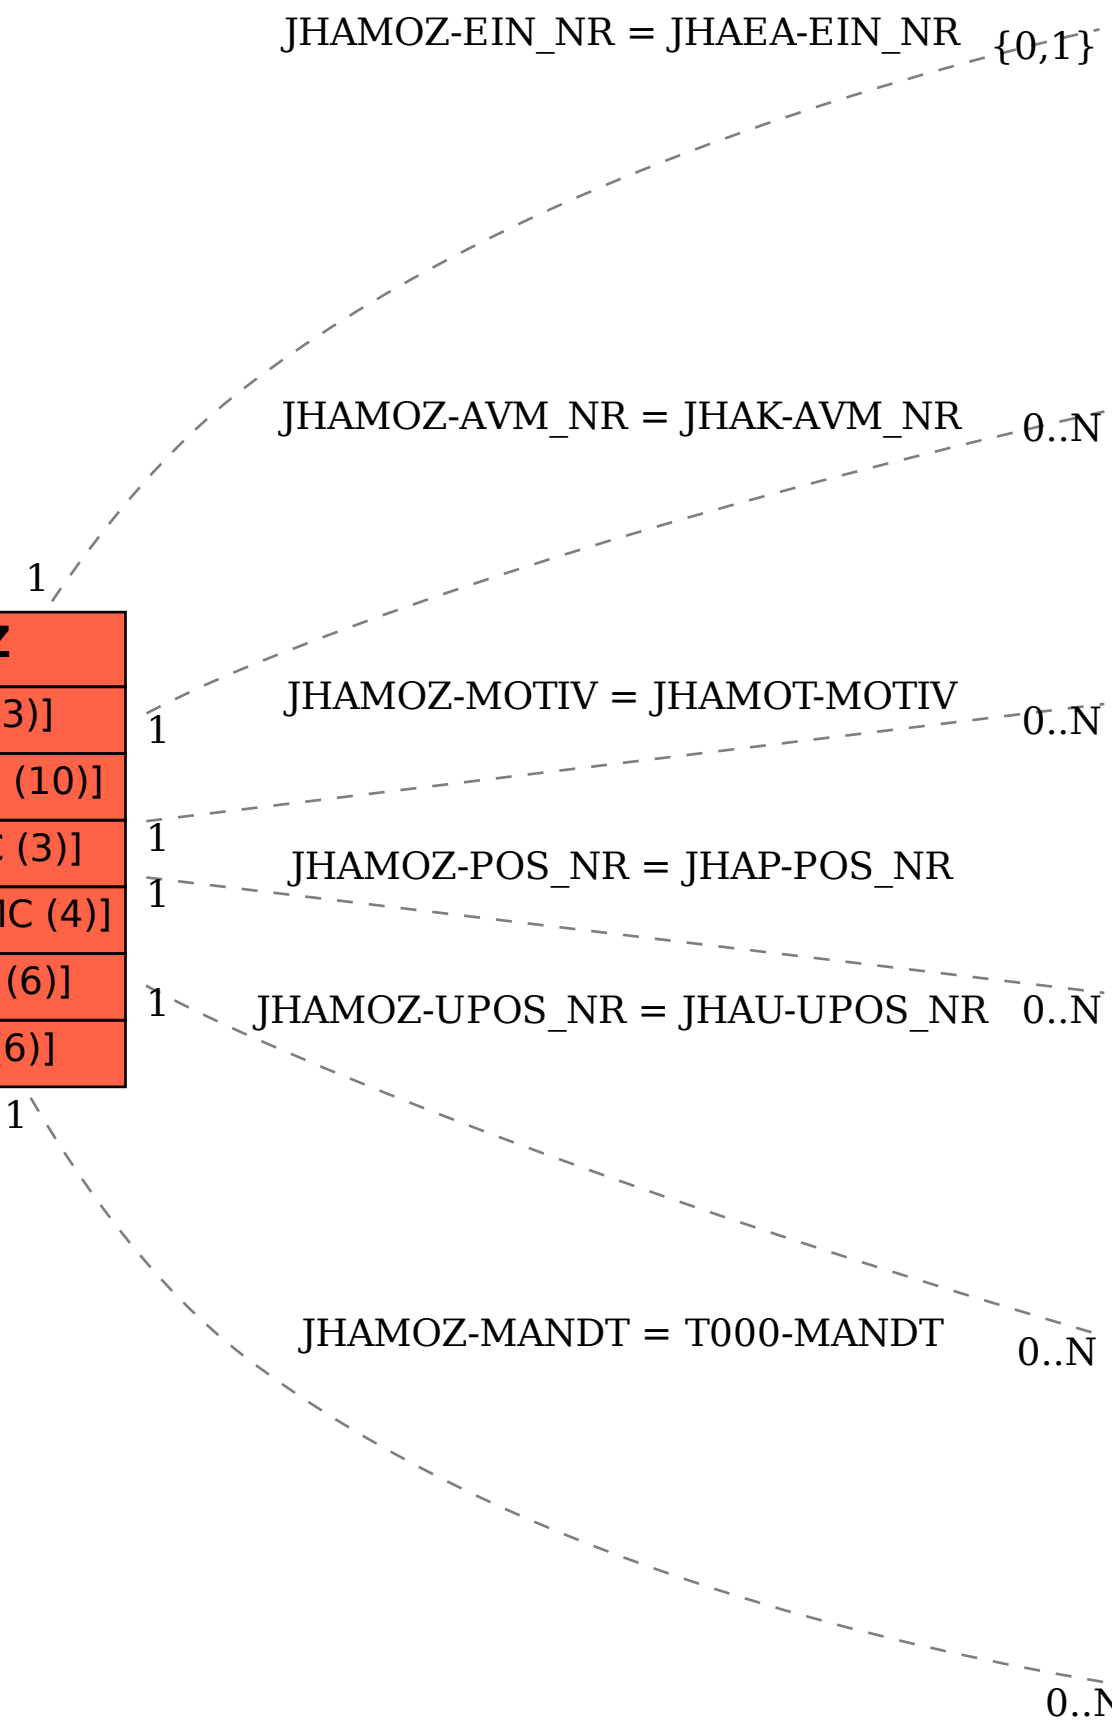 JHAMOZ-EIN_NR = JHAEA-EIN_NR
{0,1}
JHAMOZ-AVM_NR = JHAK-AVM_NR
0..N
1
Z
3)]
1
JHAMOZ-MOTIV = JHAMOT-MOTIV
0..N
(10)]
1
C (3)]
JHAMOZ-POS_NR = JHAP-POS_NR
1
MC (4)]
(6)]
1
JHAMOZ-UPOS_NR = JHAU-UPOS_NR
0..N
(6)]
1
JHAMOZ-MANDT = T000-MANDT
0..N
0..N